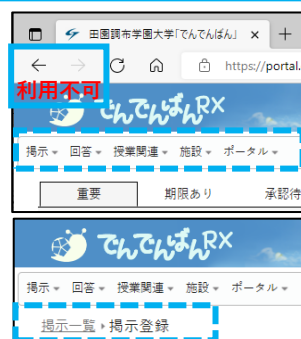 田園調布学園大学「でんでんばん」
https://portal.
利用不可
でんでんばんRX
掲示 回答 授業関連 施設 ポータル
重要 期限あり 承認待
でんでんばんRX
掲示 回答 授業関連 施設 ポータル
掲示一覧 掲示登録